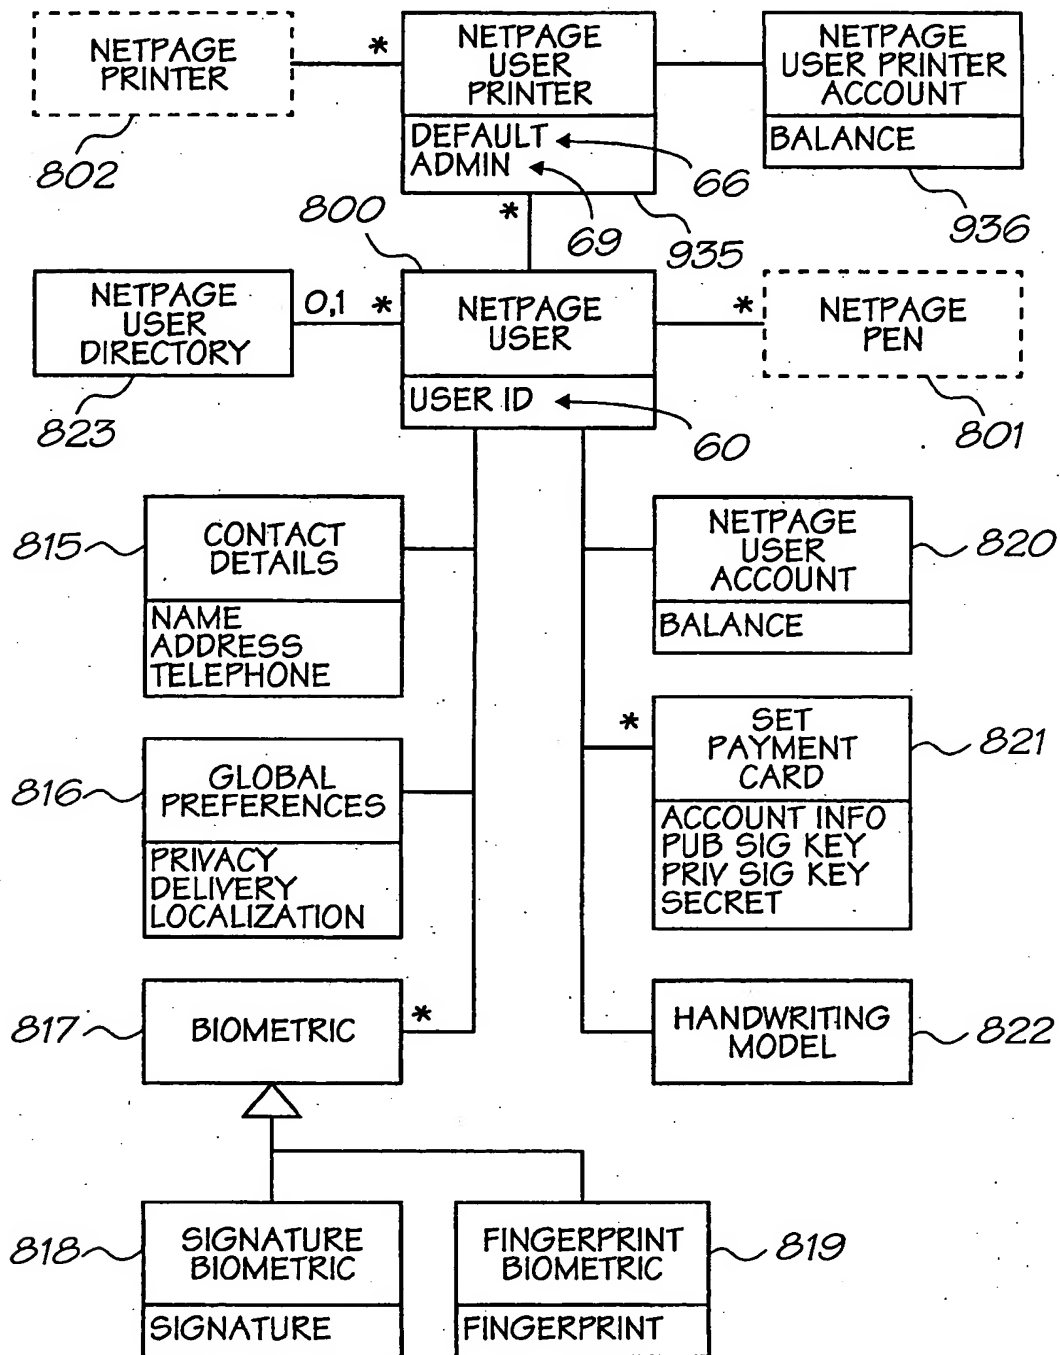 NETPAGE
PRINTER
802
*
NETPAGE
USER
PRINTER
DEFAULT
ADMIN
66
69
935
NETPAGE
USER PRINTER
ACCOUNT
BALANCE
936
*
800
NETPAGE
USER
DIRECTORY
823
0,1
*
NETPAGE
USER
USER ID
60
*
NETPAGE
PEN
801
815
CONTACT
DETAILS
NAME
ADDRESS
TELEPHONE
NETPAGE
USER
ACCOUNT
BALANCE
820
816
GLOBAL
PREFERENCES
PRIVACY
DELIVERY
LOCALIZATION
*
SET
PAYMENT
CARD
ACCOUNT INFO
PUB SIG KEY
PRIV SIG KEY
SECRET
821
817
BIOMETRIC
*
HANDWRITING
MODEL
822
818
SIGNATURE
BIOMETRIC
SIGNATURE
FINGERPRINT
BIOMETRIC
FINGERPRINT
819